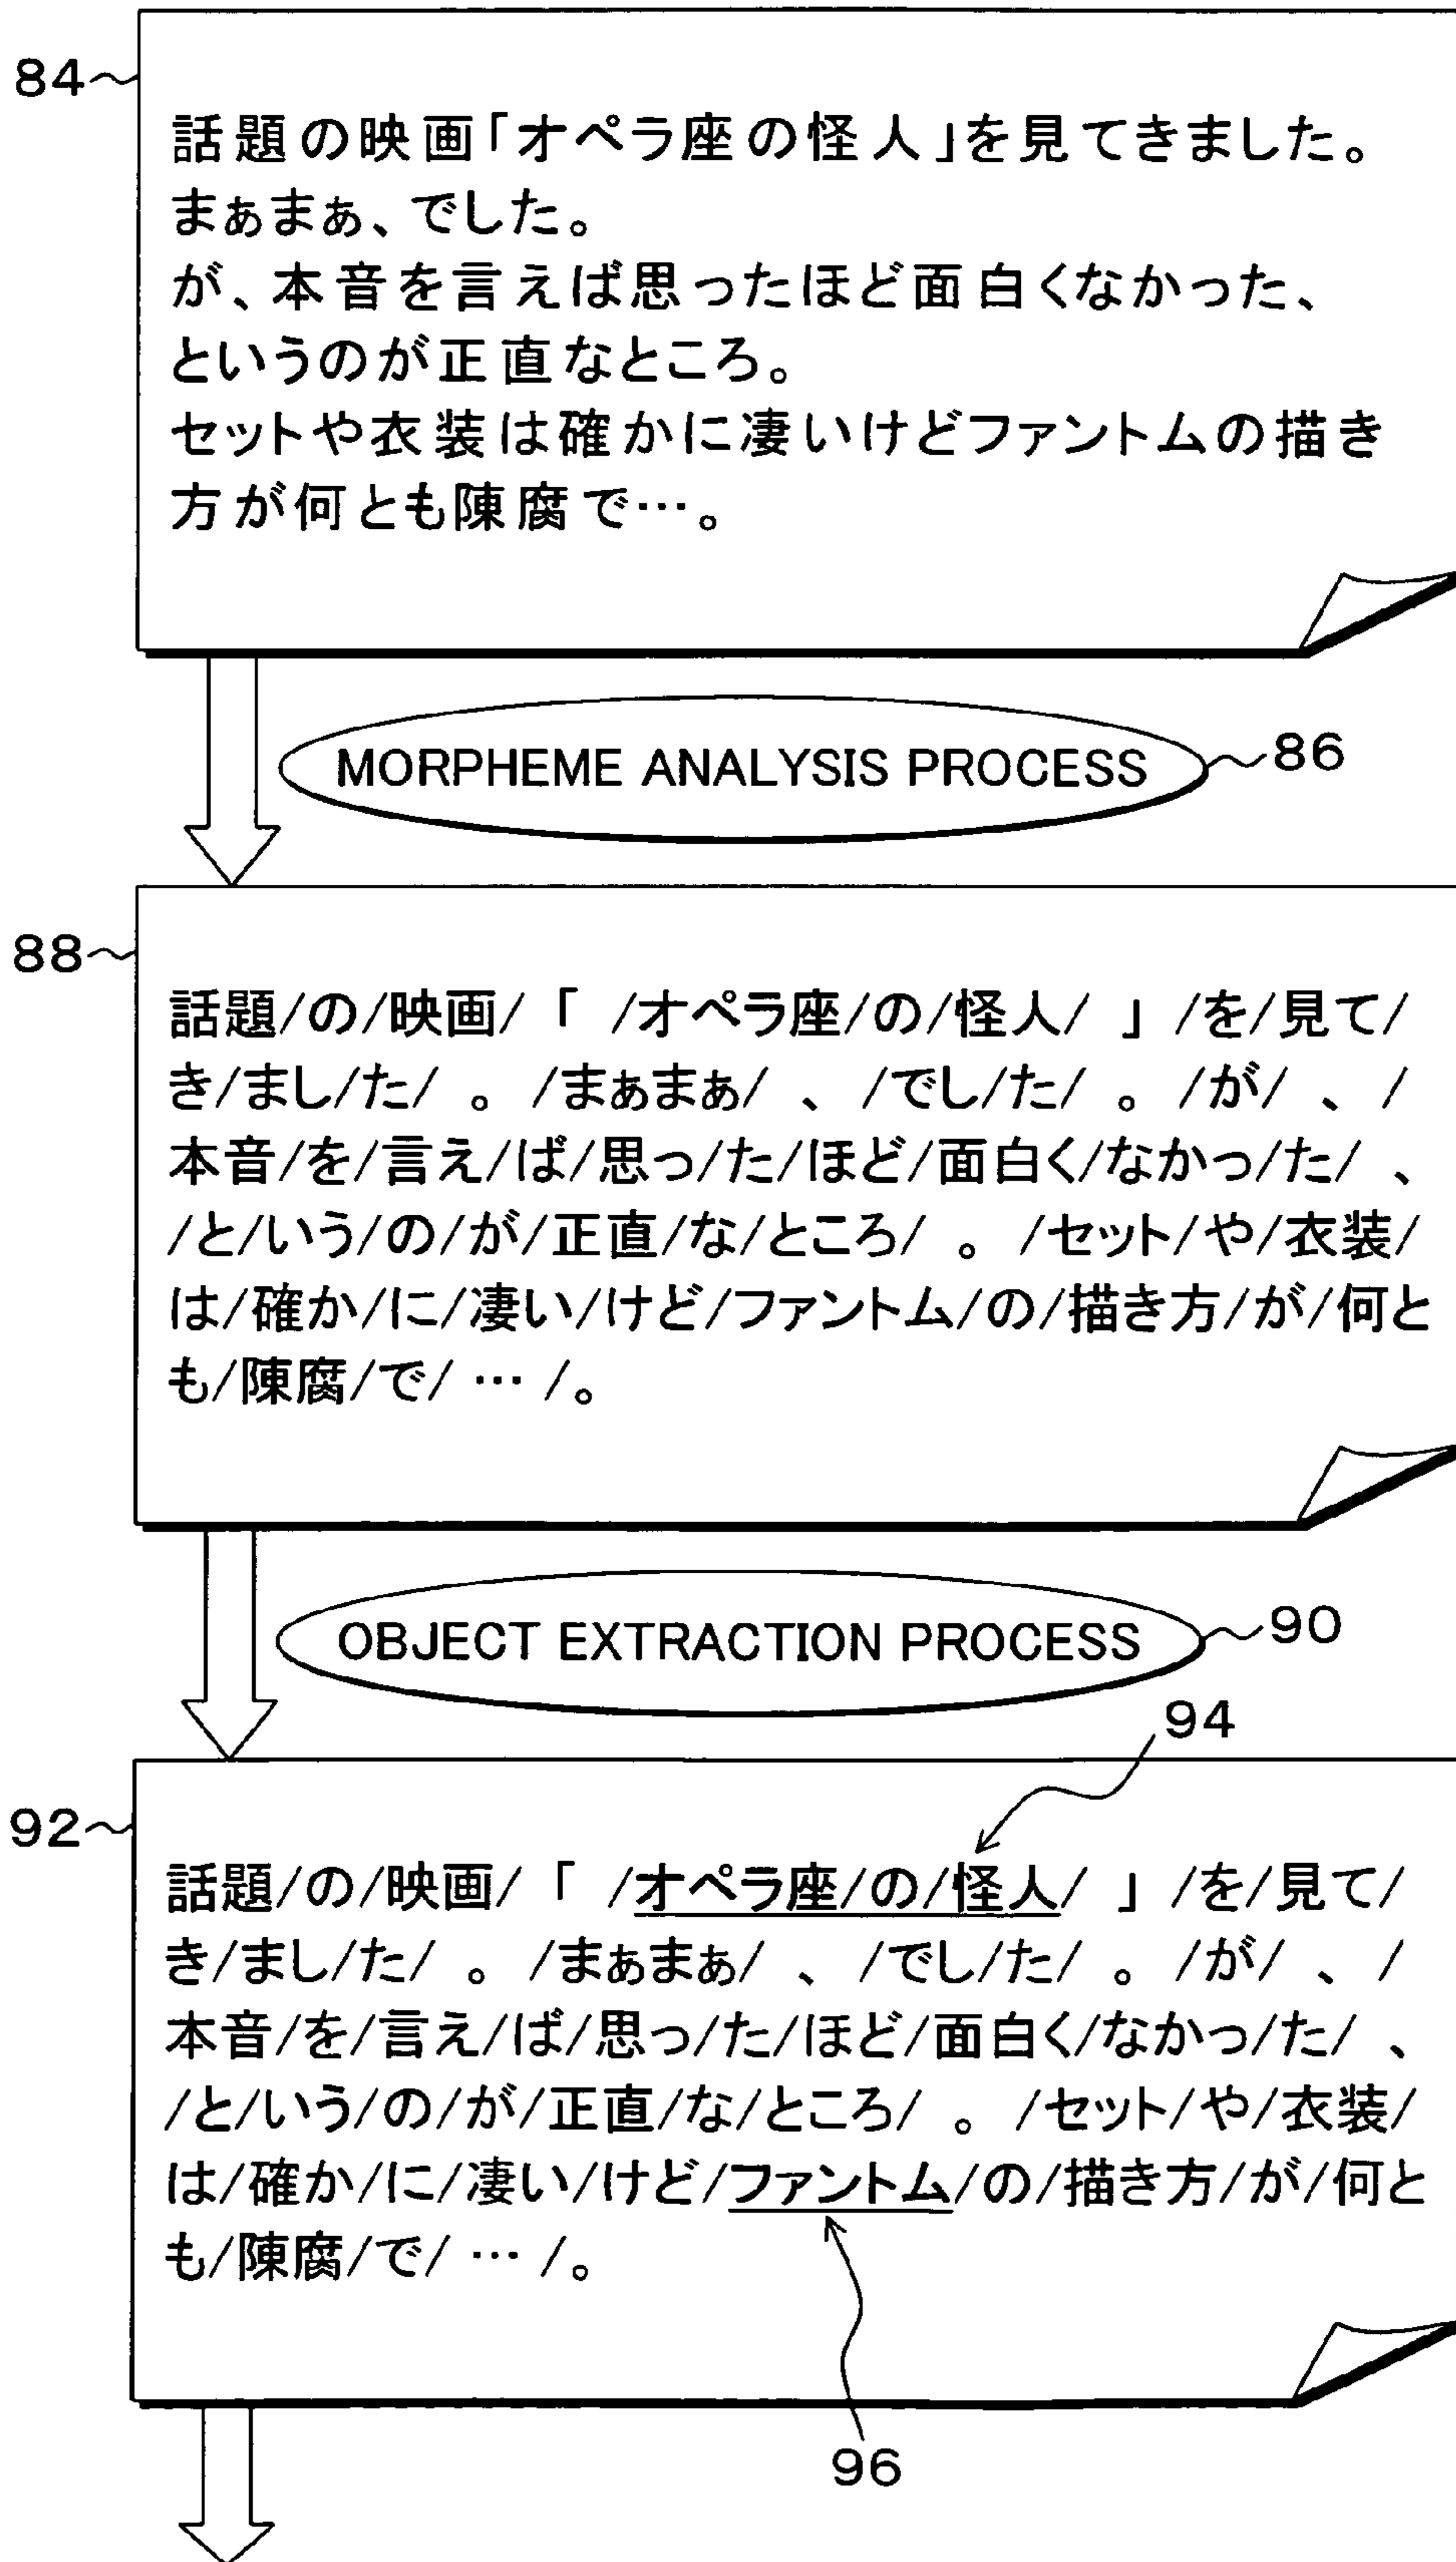 84
話題の映画「オペラ座の怪人」を見てきました。
まぁまぁ、でした。
が、本音を言えば思ったほど面白くなかった、
というのが正直なところ。
セットや衣装は確かに凄いけどファントムの描き
方が何とも陳腐で…。
MORPHEME ANALYSIS PROCESS
86
88
話題/の/映画/「 /オペラ座/の/怪人/ 」/を/見て/
き/まし/た/ 。/まぁまぁ/ 、/でし/た/ 。/が/ 、/
本音/を/言え/ば/思っ/た/ほど/面白く/なかっ/た/ 、
/と/いう/の/が/正直/な/ところ/ 。/セット/や/衣装/
は/確か/に/凄い/けど/ファントム/の/描き方/が/何と
も/陳腐/で/ … /。
OBJECT EXTRACTION PROCESS
90
94
92
話題/の/映画/「 /オペラ座/の/怪人/ 」/を/見て/
き/まし/た/ 。/まぁまぁ/ 、/でし/た/ 。/が/ 、/
本音/を/言え/ば/思っ/た/ほど/面白く/なかっ/た/ 、
/と/いう/の/が/正直/な/ところ/ 。/セット/や/衣装/
は/確か/に/凄い/けど/ファントム/の/描き方/が/何と
も/陳腐/で/ … /。
96